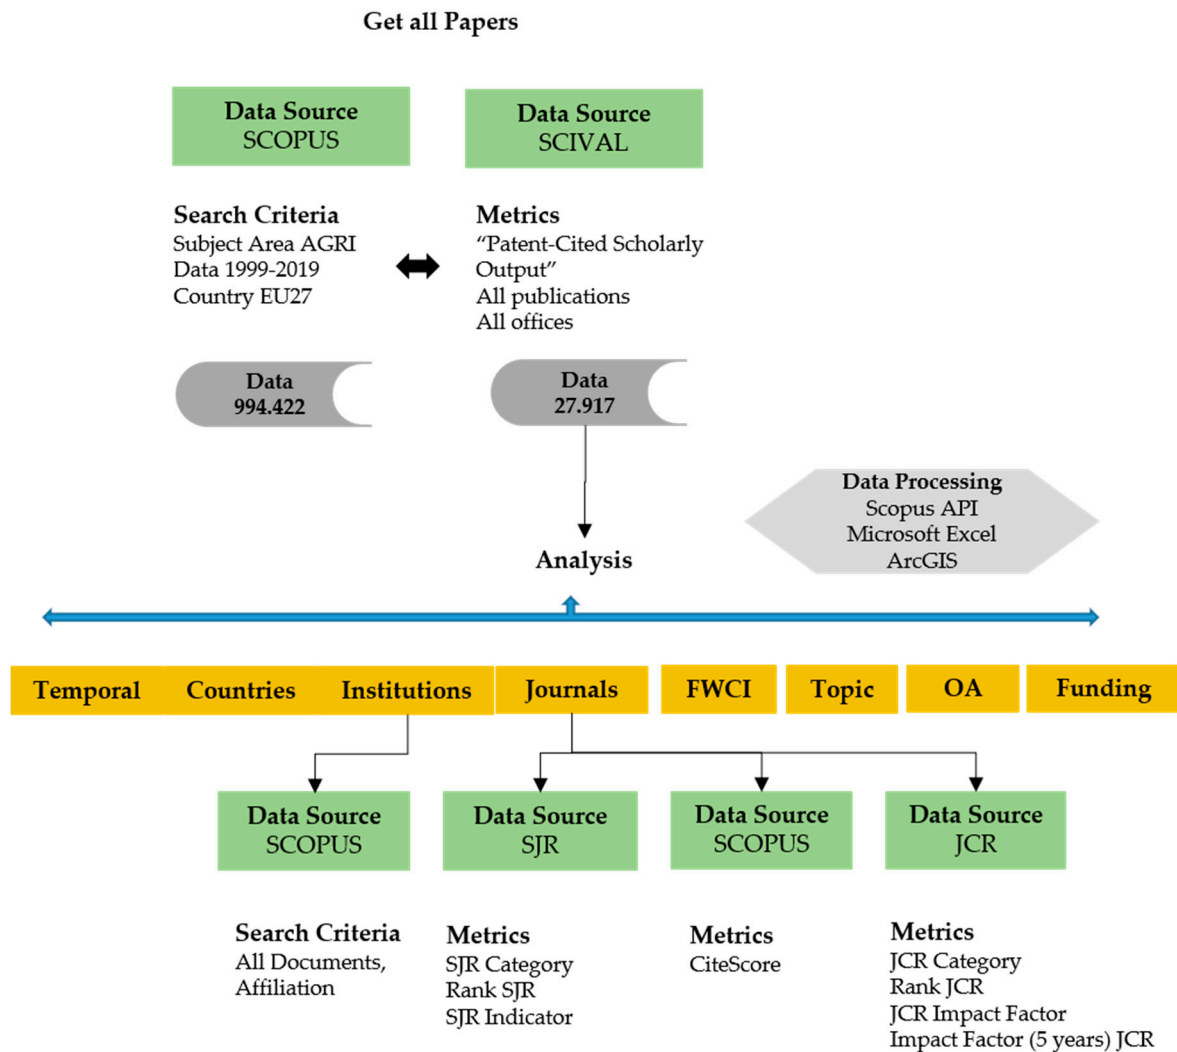 Get all Papers
Data Source
SCOPUS
Data Source
SCIVAL
Search Criteria
Subject Area AGRI
Data 1999-2019
Country EU27
Metrics
“Patent-Cited Scholarly
Output”
All publications
All offices
Data
994.422
Data
27.917
Data Processing
Scopus API
Microsoft Excel
ArcGIS
Analysis
Temporal
Countries
Institutions
Journals
FWCI
Topic
OA
Funding
Data Source
SCOPUS
Data Source
SJR
Data Source
SCOPUS
Data Source
JCR
Search Criteria
All Documents,
Affiliation
Metrics
SJR Category
Rank SJR
SJR Indicator
Metrics
CiteScore
Metrics
JCR Category
Rank JCR
JCR Impact Factor
Impact Factor (5 years) JCR